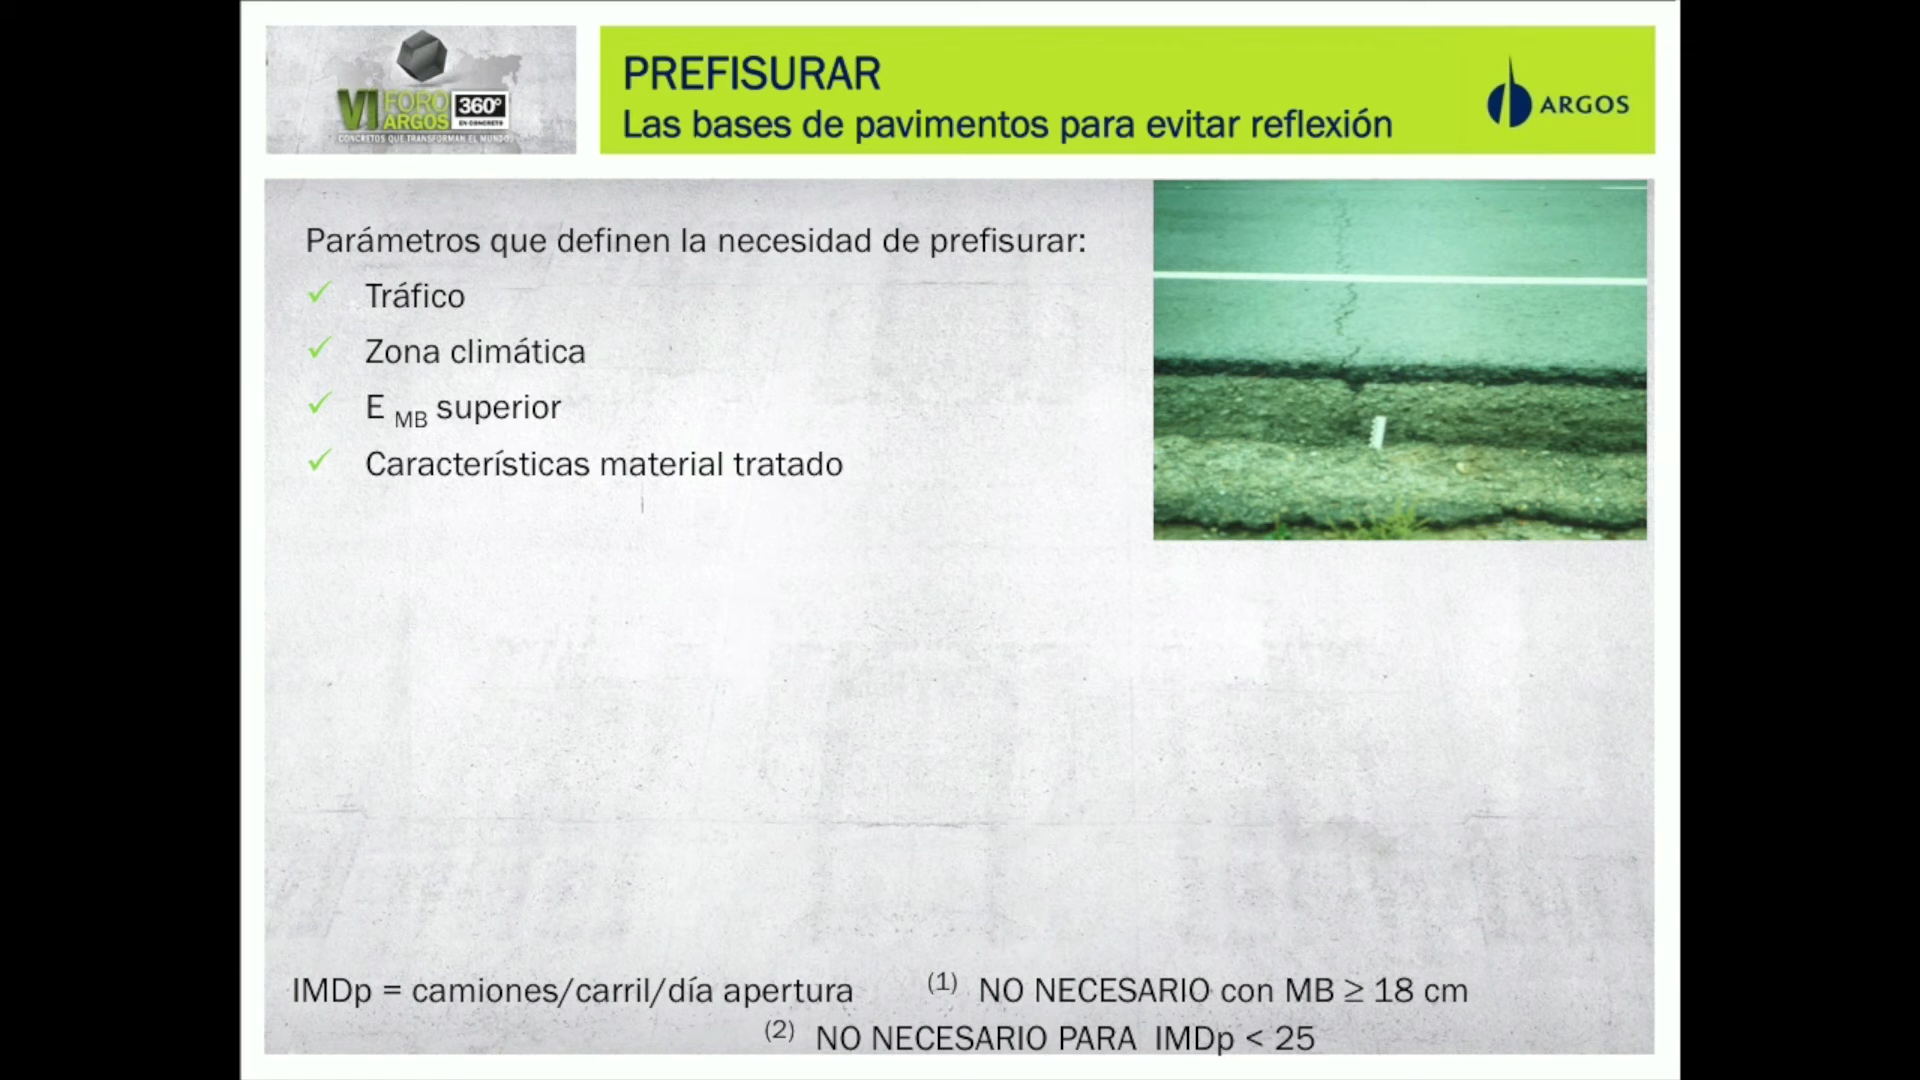 VI FORO ARGOS 360° EN CONCRETO
CONCRETOS QUE TRANSFORMAN EL MUNDO
PREFISURAR
Las bases de pavimentos para evitar reflexión
ARGOS
Parámetros que definen la necesidad de prefisurar:
✓ Tráfico
✓ Zona climática
✓ E MB superior
✓ Características material tratado
IMDp = camiones/carril/día apertura (1) NO NECESARIO con MB ≥ 18 cm
(2) NO NECESARIO PARA IMDp < 25